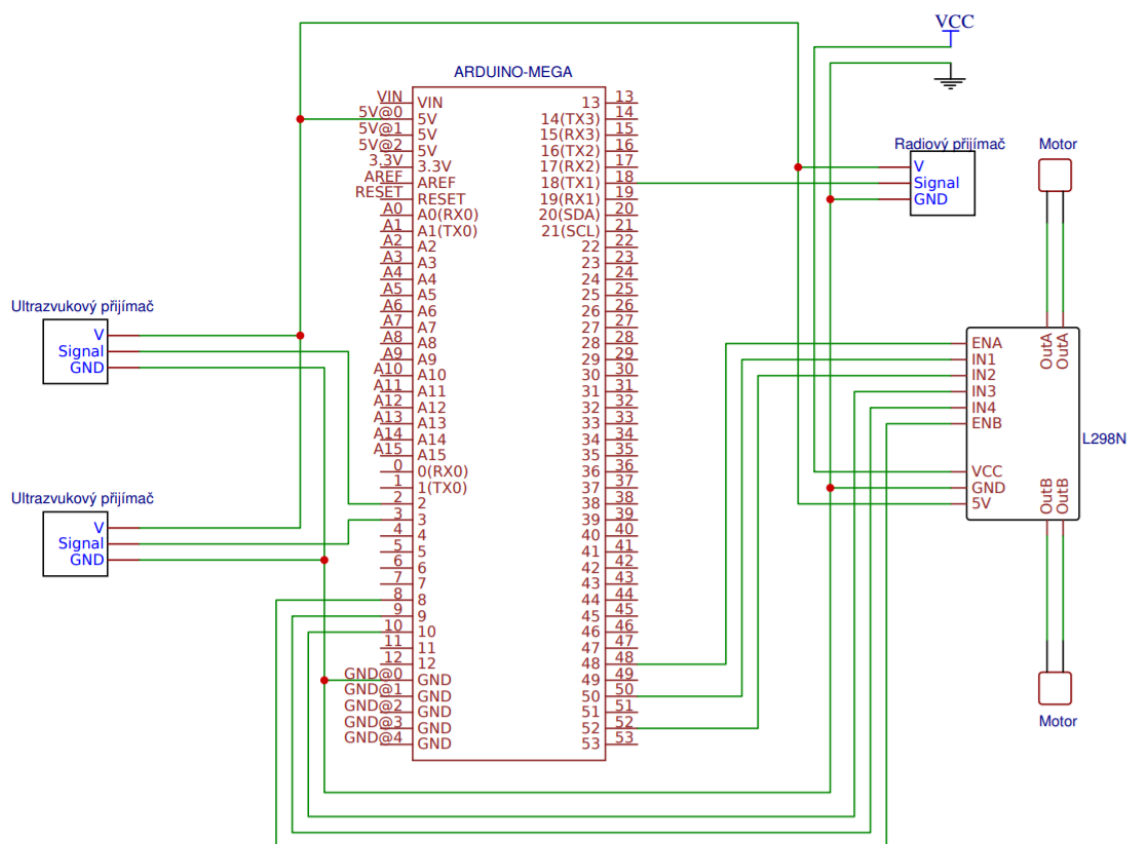 VCC
ARDUINO-MEGA
VIN VIN 13 13
5V@0 5V 14(TX3) 14
5V@1 5V 15(RX3) 15
5V@2 5V 16(TX2) 16
3.3V 3.3V 17(RX2) 17
AREF AREF 18(TX1) 18
RESET RESET 19(RX1) 19
A0 A0(RX0) 20(SDA) 20
A1 A1(TX0) 21(SCL) 21
A2 A2 22 22
A3 A3 23 23
A4 A4 24 24
A5 A5 25 25
A6 A6 26 26
A7 A7 27 27
A8 A8 28 28
A9 A9 29 29
A10 A10 30 30
A11 A11 31 31
A12 A12 32 32
A13 A13 33 33
A14 A14 34 34
A15 A15 35 35
0 0(RX0) 36 36
1 1(TX0) 37 37
2 2 38 38
3 3 39 39
4 4 40 40
5 5 41 41
6 6 42 42
7 7 43 43
8 8 44 44
9 9 45 45
10 10 46 46
11 11 47 47
12 12 48 48
GND@0 GND 49 49
GND@1 GND 50 50
GND@2 GND 51 51
GND@3 GND 52 52
GND@4 GND 53 53
Radiový přijímač
V
Signal
GND
Motor
Ultrazvukový přijímač
V
Signal
GND
Ultrazvukový přijímač
V
Signal
GND
OutA
OutA
ENA
IN1
IN2
IN3
IN4
ENB
L298N
VCC
GND
5V
OutB
OutB
Motor